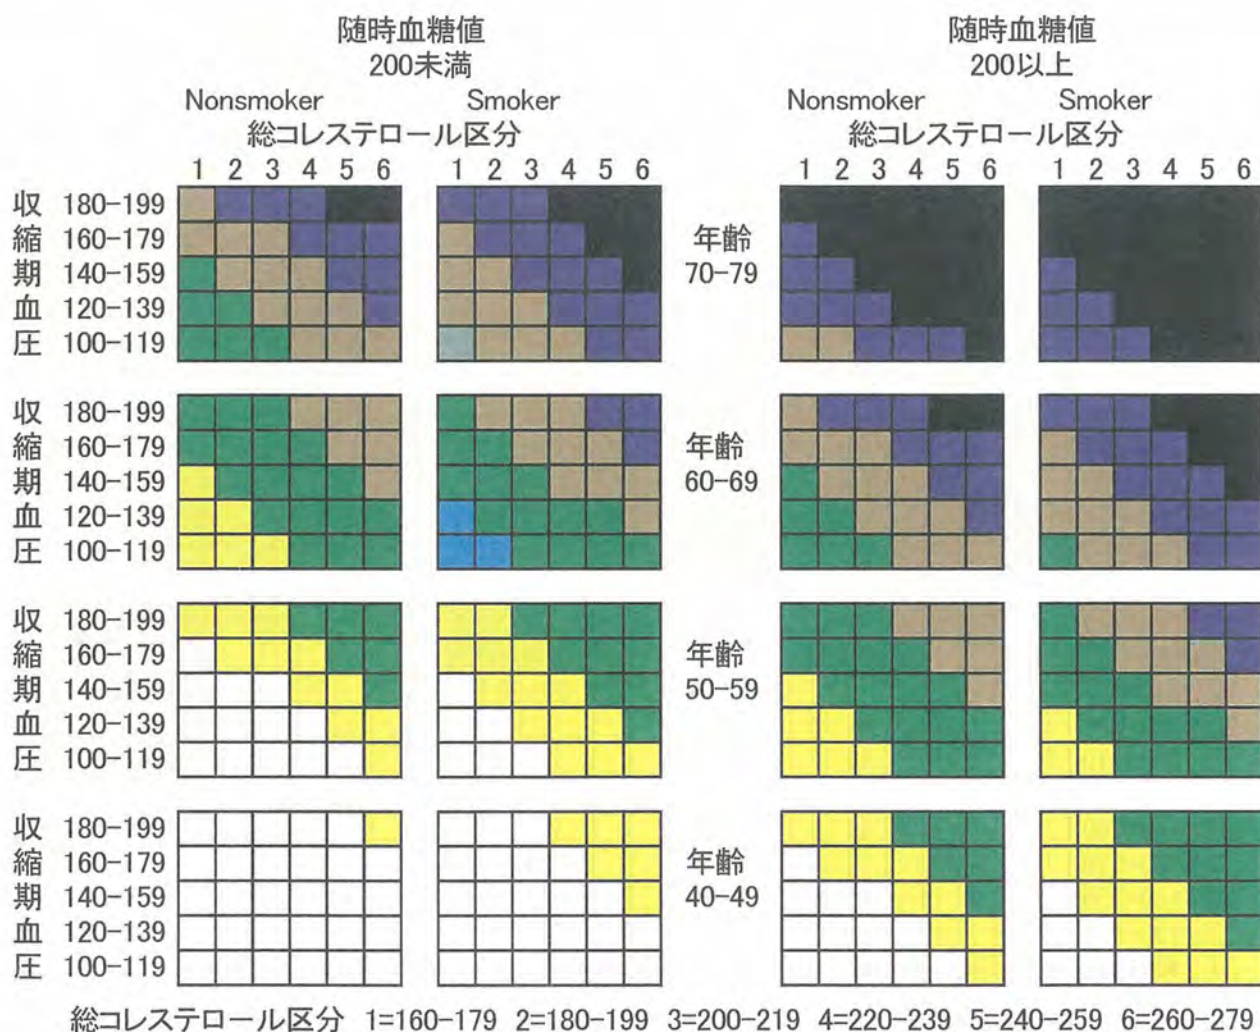 随時血糖値 随時血糖値
200未満 200以上
Nonsmoker Smoker Nonsmoker Smoker
総コレステロール区分 総コレステロール区分
1 2 3 4 5 6 1 2 3 4 5 6 1 2 3 4 5 6 1 2 3 4 5 6
収 180-199
縮 160-179 年齢
期 140-159 70-79
血 120-139
圧 100-119
収 180-199
縮 160-179 年齢
期 140-159 60-69
血 120-139
圧 100-119
収 180-199
縮 160-179 年齢
期 140-159 50-59
血 120-139
圧 100-119
収 180-199
縮 160-179 年齢
期 140-159 40-49
血 120-139
圧 100-119
総コレステロール区分 1=160-179 2=180-199 3=200-219 4=220-239 5=240-259 6=260-279